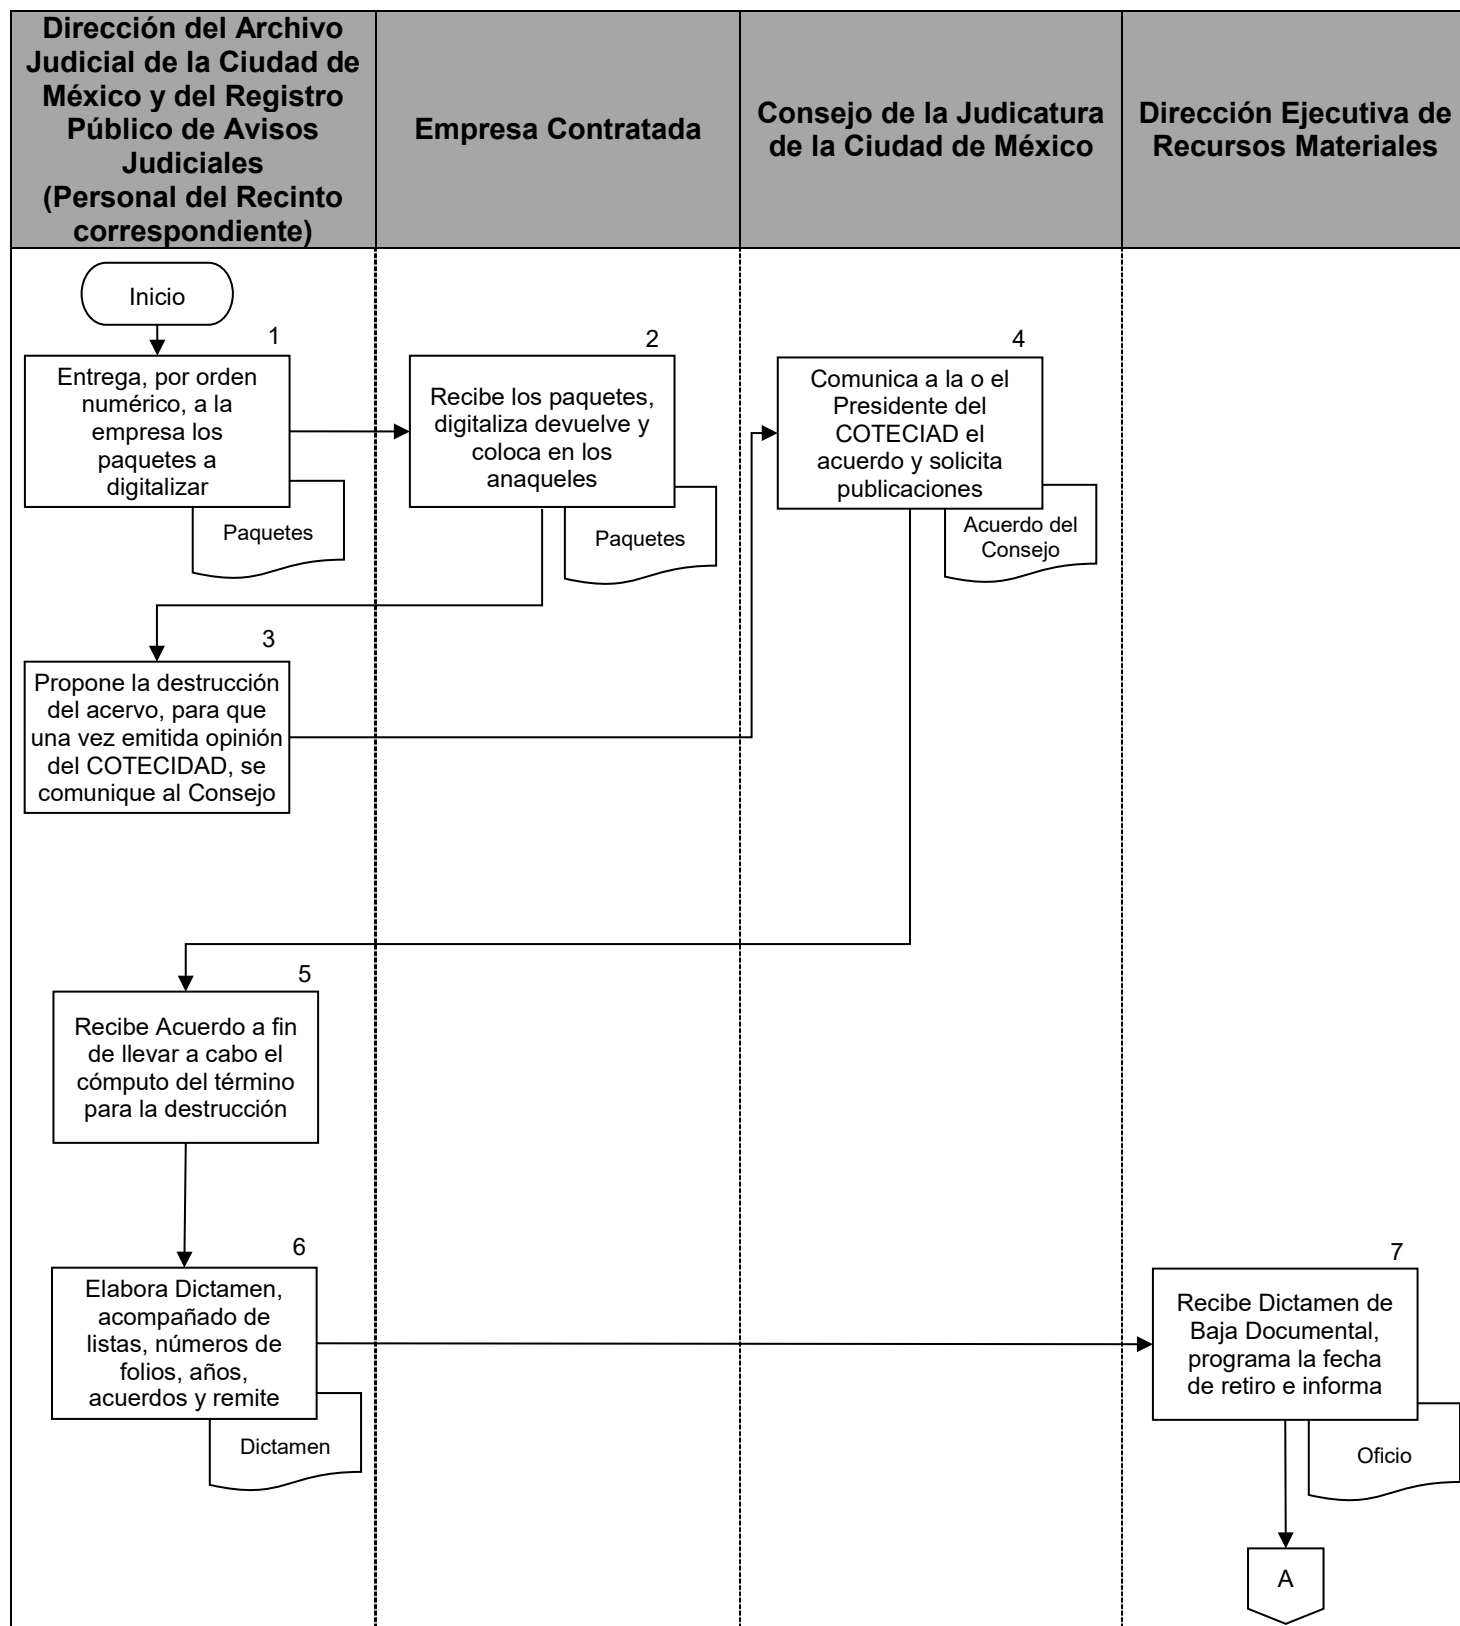 Dirección del Archivo
Judicial de la Ciudad de
México y del Registro
Público de Avisos
Judiciales
(Personal del Recinto
correspondiente)
Empresa Contratada
Consejo de la Judicatura
de la Ciudad de México
Dirección Ejecutiva de
Recursos Materiales
Inicio
1
Entrega, por orden
numérico, a la
empresa los
paquetes a
digitalizar
Paquetes
2
Recibe los paquetes,
digitaliza devuelve y
coloca en los
anaqueles
Paquetes
3
Propone la destrucción
del acervo, para que
una vez emitida opinión
del COTECIDAD, se
comunique al Consejo
4
Comunica a la o el
Presidente del
COTECIAD el
acuerdo y solicita
publicaciones
Acuerdo del
Consejo
5
Recibe Acuerdo a fin
de llevar a cabo el
cómputo del término
para la destrucción
6
Elabora Dictamen,
acompañado de
listas, números de
folios, años,
acuerdos y remite
Dictamen
7
Recibe Dictamen de
Baja Documental,
programa la fecha
de retiro e informa
Oficio
A